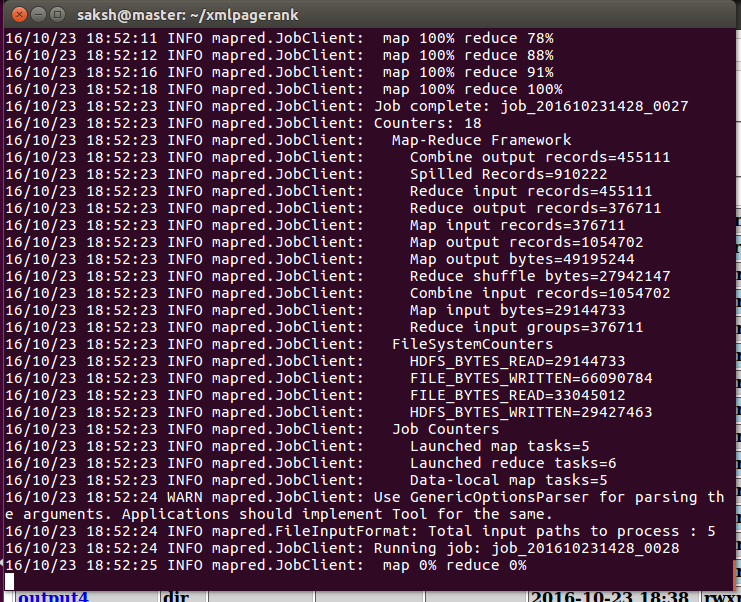 saksh@master: ~/xmlpagerank
16/10/23 18:52:11 INFO mapred.JobClient:  map 100% reduce 78%
16/10/23 18:52:12 INFO mapred.JobClient:  map 100% reduce 88%
16/10/23 18:52:16 INFO mapred.JobClient:  map 100% reduce 91%
16/10/23 18:52:18 INFO mapred.JobClient:  map 100% reduce 100%
16/10/23 18:52:23 INFO mapred.JobClient: Job complete: job_201610231428_0027
16/10/23 18:52:23 INFO mapred.JobClient: Counters: 18
16/10/23 18:52:23 INFO mapred.JobClient:   Map-Reduce Framework
16/10/23 18:52:23 INFO mapred.JobClient:     Combine output records=455111
16/10/23 18:52:23 INFO mapred.JobClient:     Spilled Records=910222
16/10/23 18:52:23 INFO mapred.JobClient:     Reduce input records=455111
16/10/23 18:52:23 INFO mapred.JobClient:     Reduce output records=376711
16/10/23 18:52:23 INFO mapred.JobClient:     Map input records=376711
16/10/23 18:52:23 INFO mapred.JobClient:     Map output records=1054702
16/10/23 18:52:23 INFO mapred.JobClient:     Map output bytes=49195244
16/10/23 18:52:23 INFO mapred.JobClient:     Reduce shuffle bytes=27942147
16/10/23 18:52:23 INFO mapred.JobClient:     Combine input records=1054702
16/10/23 18:52:23 INFO mapred.JobClient:     Map input bytes=29144733
16/10/23 18:52:23 INFO mapred.JobClient:     Reduce input groups=376711
16/10/23 18:52:23 INFO mapred.JobClient:   FileSystemCounters
16/10/23 18:52:23 INFO mapred.JobClient:     HDFS_BYTES_READ=29144733
16/10/23 18:52:23 INFO mapred.JobClient:     FILE_BYTES_WRITTEN=66090784
16/10/23 18:52:23 INFO mapred.JobClient:     FILE_BYTES_READ=33045012
16/10/23 18:52:23 INFO mapred.JobClient:     HDFS_BYTES_WRITTEN=29427463
16/10/23 18:52:23 INFO mapred.JobClient:   Job Counters
16/10/23 18:52:23 INFO mapred.JobClient:     Launched map tasks=5
16/10/23 18:52:23 INFO mapred.JobClient:     Launched reduce tasks=6
16/10/23 18:52:23 INFO mapred.JobClient:     Data-local map tasks=5
16/10/23 18:52:24 WARN mapred.JobClient: Use GenericOptionsParser for parsing th
e arguments. Applications should implement Tool for the same.
16/10/23 18:52:24 INFO mapred.FileInputFormat: Total input paths to process : 5
16/10/23 18:52:24 INFO mapred.JobClient: Running job: job_201610231428_0028
16/10/23 18:52:25 INFO mapred.JobClient:  map 0% reduce 0%
output4 dir 2016-10-23 18:38